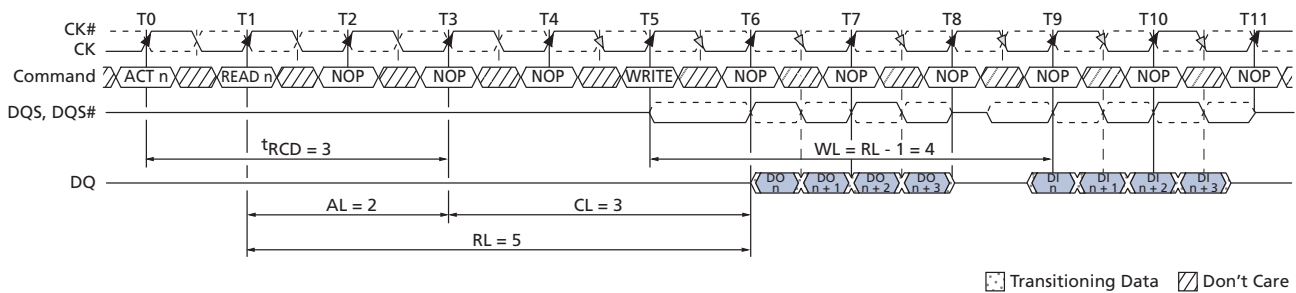 T0 T1 T2 T3 T4 T5 T6 T7 T8 T9 T10 T11
CK#
CK
Command ACT n READ n NOP NOP NOP WRITE NOP NOP NOP NOP NOP NOP
DQS, DQS#
tRCD = 3 WL = RL - 1 = 4
DQ DO n DO n + 1 DO n + 2 DO n + 3 DI n DI n + 1 DI n + 2 DI n + 3
AL = 2 CL = 3
RL = 5
Transitioning Data Don't Care